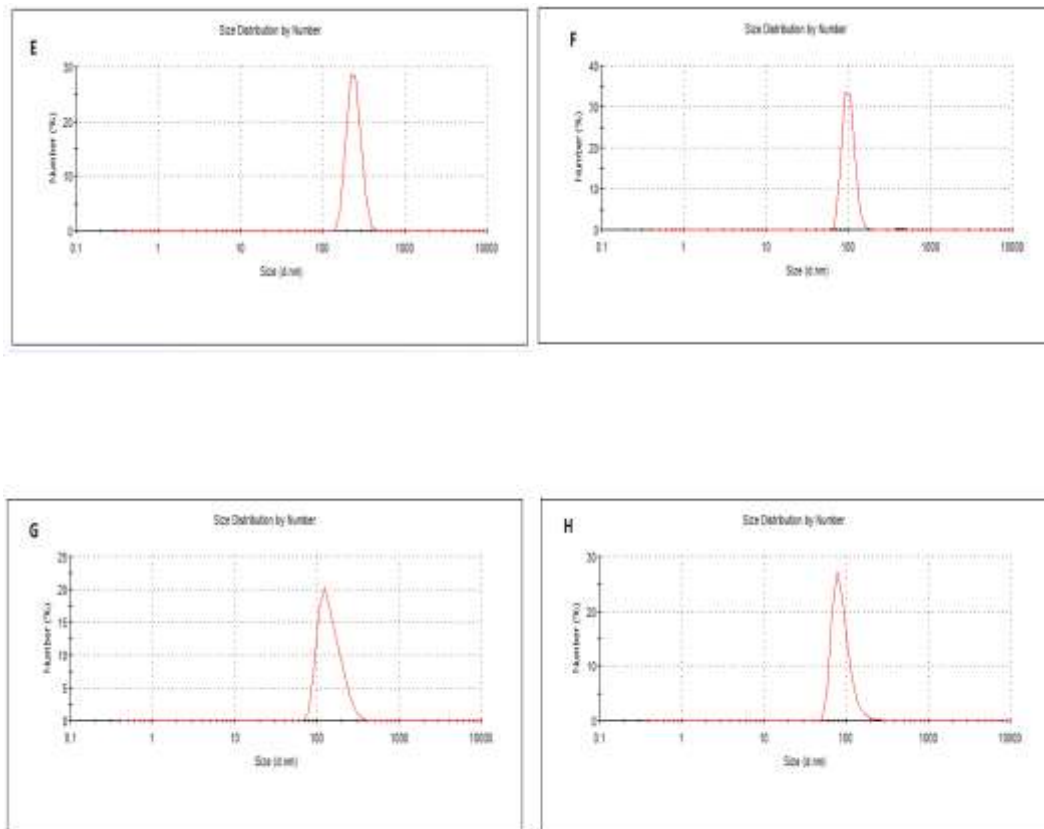 E
Size Distribution by Number
Number (%)
30
20
10
0
0.1 1 10 100 1000 10000
Size (d.nm)
F
Size Distribution by Number
Number (%)
40
30
20
10
0
0.1 1 10 100 1000 10000
Size (d.nm)
G
Size Distribution by Number
Number (%)
25
20
15
10
5
0
0.1 1 10 100 1000 10000
Size (d.nm)
H
Size Distribution by Number
Number (%)
30
20
10
0
0.1 1 10 100 1000 10000
Size (d.nm)